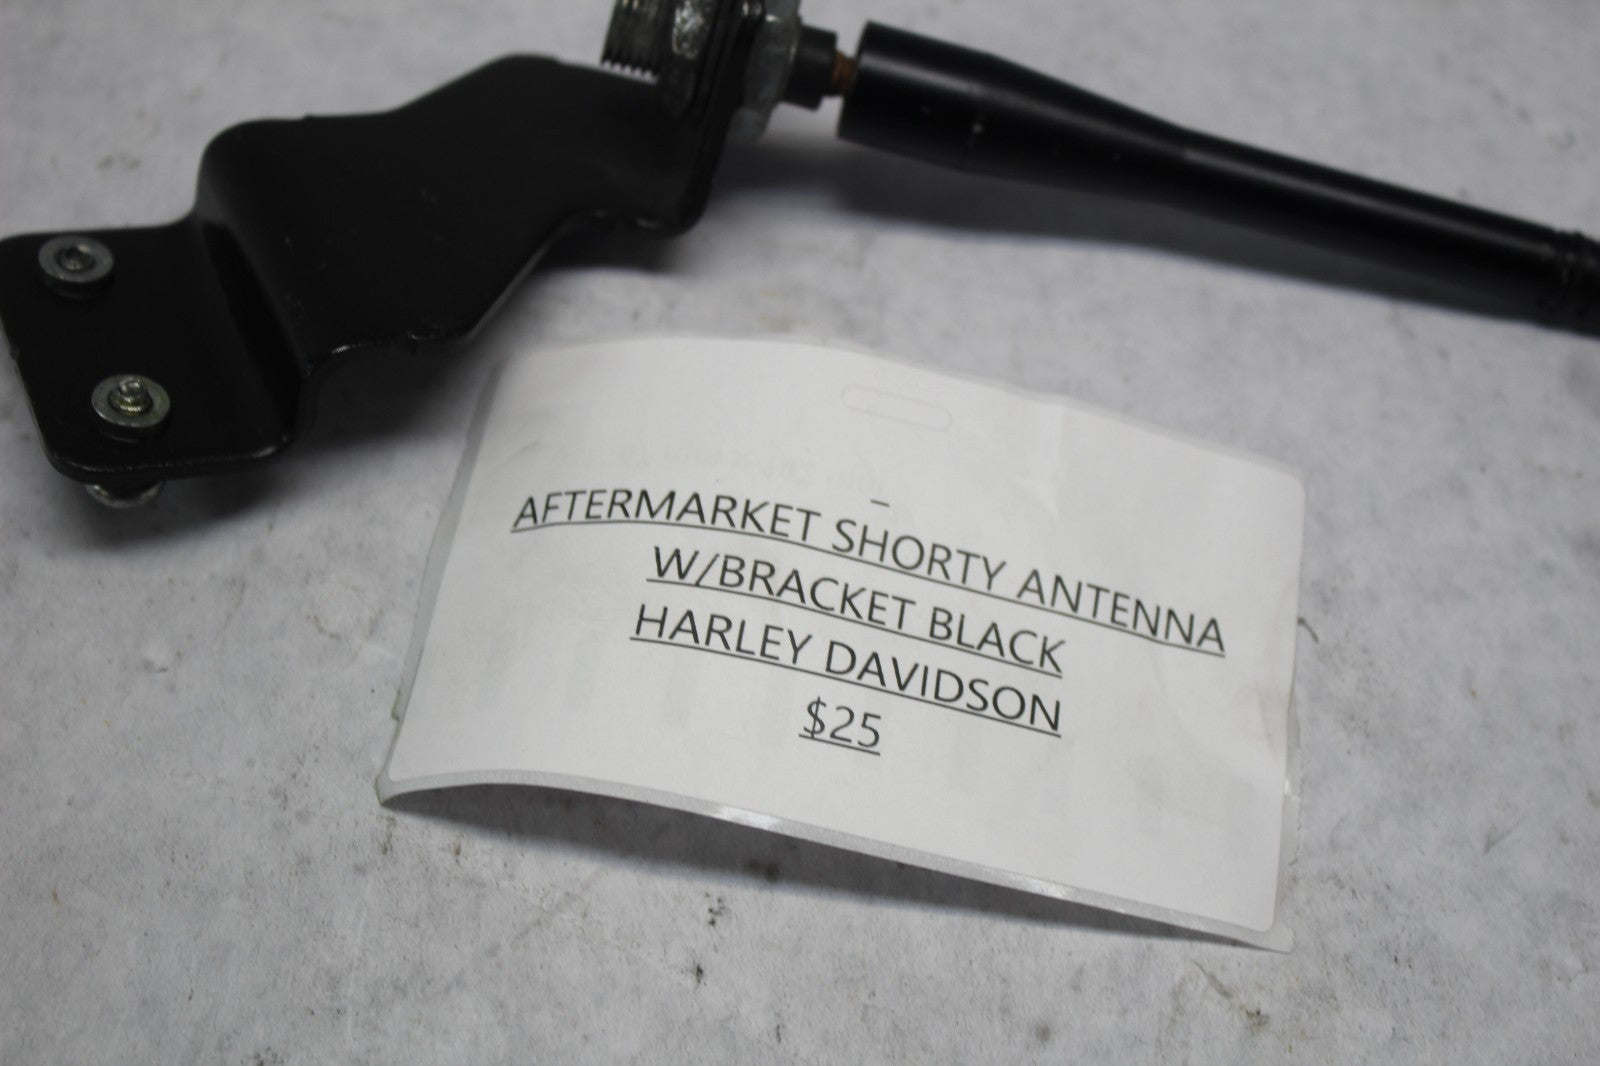 AFTERMARKET SHORTY ANTENNA
W/BRACKET BLACK
HARLEY DAVIDSON
$25